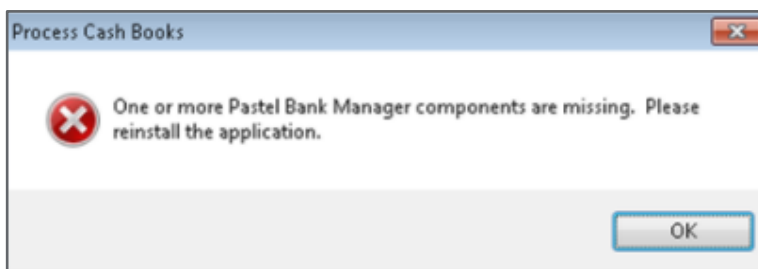 Process Cash Books
One or more Pastel Bank Manager components are missing. Please
reinstall the application.
OK